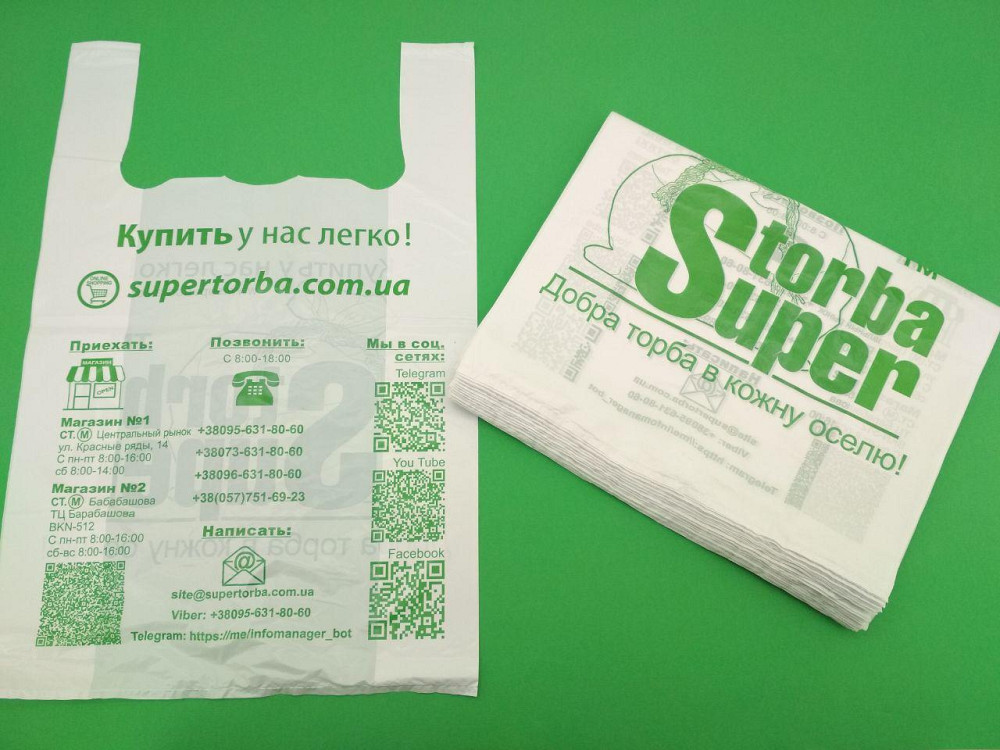 Купить у нас легко!
ONLINE SHOPPING
supertorba.com.ua
Приехать:
МАГАЗИН
OPEN
Магазин №1
СТ. М Центральный рынок
ул. Красные ряды, 14
С пн-пт 8:00-16:00
сб 8:00-14:00
Магазин №2
СТ. М Бабабашова
ТЦ Барабашова
BKN-512
С пн-пт 8:00-16:00
сб-вс 8:00-16:00
Позвонить:
С 8:00-18:00
+38095-631-80-60
+38073-631-80-60
+38096-631-80-60
+38(057)751-69-23
Написать:
site@supertorba.com.ua
Viber: +38095-631-80-60
Telegram: https://me/infomanager_bot
Мы в соц.
сетях:
Telegram
You Tube
Facebook
Storba
Super
TM
Добра торба в кожну оселю!